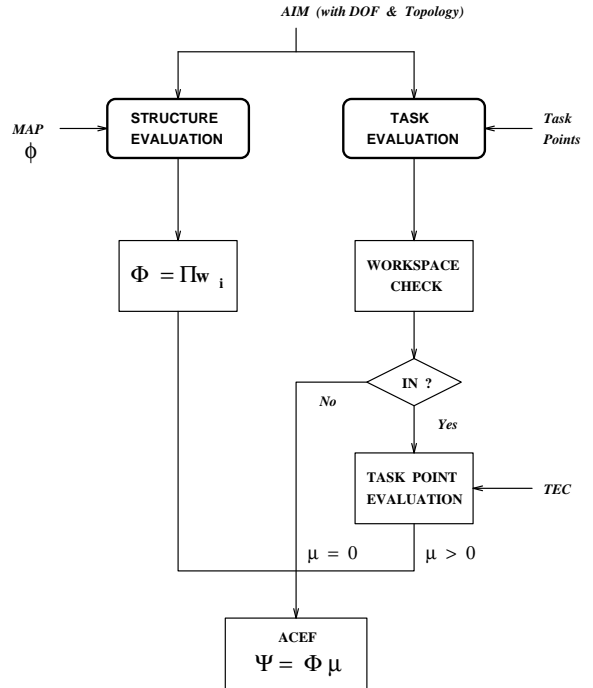 AIM (with DOF & Topology)
STRUCTURE
EVALUATION
TASK
EVALUATION
MAP
ϕ
Task
Points
Φ = Πw i
WORKSPACE
CHECK
IN ?
No
Yes
TASK POINT
EVALUATION
TEC
μ = 0
μ > 0
ACEF
Ψ = Φ μ